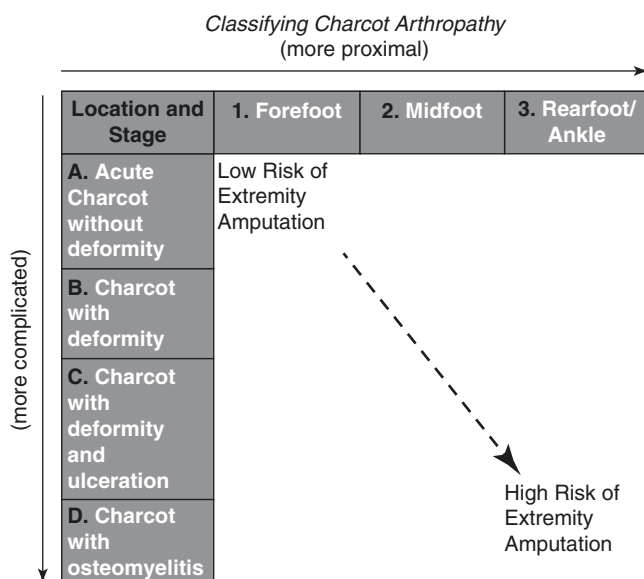 Classifying Charcot Arthropathy
(more proximal)
Location and
Stage
1. Forefoot
2. Midfoot
3. Rearfoot/
Ankle
(more complicated)
A. Acute
Charcot
without
deformity
Low Risk of
Extremity
Amputation
B. Charcot
with
deformity
C. Charcot
with
deformity
and
ulceration
D. Charcot
with
osteomyelitis
High Risk of
Extremity
Amputation